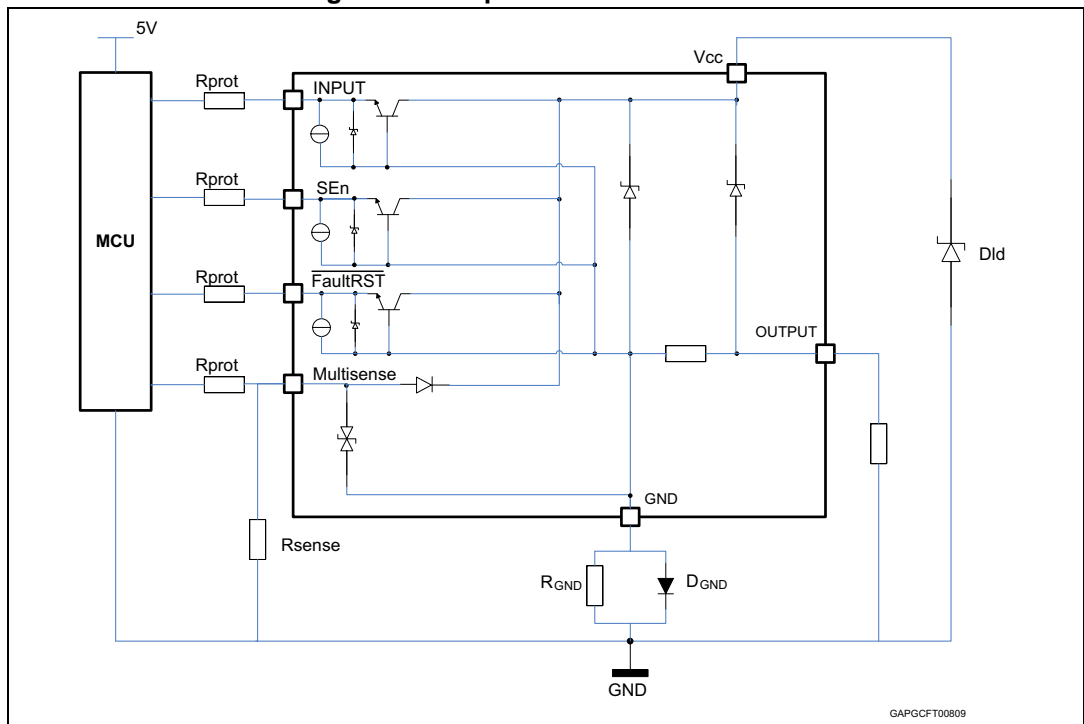 5V
Vcc
Rprot
INPUT
Rprot
SEn
MCU
Dld
Rprot
FaultRST
OUTPUT
Rprot
Multisense
GND
Rsense
RGND
DGND
GND
GAPGCFT00809